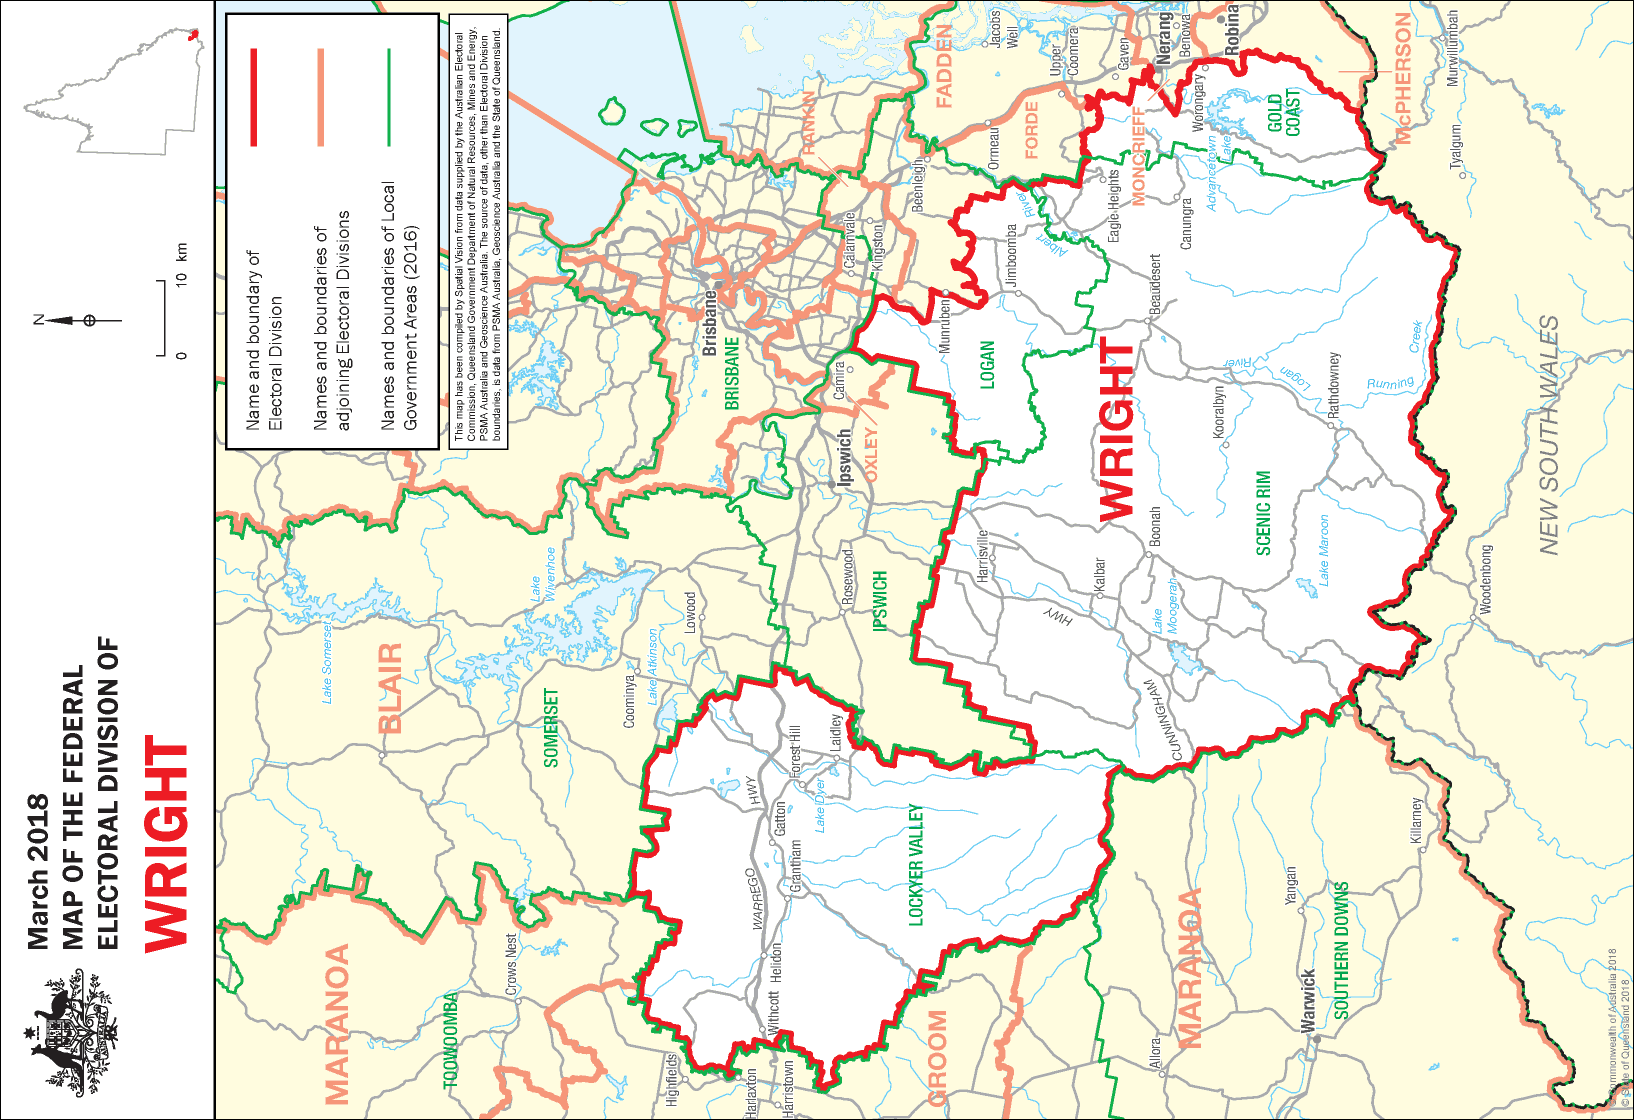 March 2018
MAP OF THE FEDERAL
ELECTORAL DIVISION OF
WRIGHT
N
0 10 km
Name and boundary of
Electoral Division
Names and boundaries of
adjoining Electoral Divisions
Names and boundaries of Local
Government Areas (2016)
This map has been compiled by Spatial Vision from data supplied by the Australian Electoral
Commission, Queensland Government Department of Natural Resources, Mines and Energy,
PSMA Australia and Geoscience Australia. The source of data, other than Electoral Division
boundaries, is data from PSMA Australia, Geoscience Australia and the State of Queensland.
MARANOA
TOOWOOMBA
Crows Nest
BLAIR
Lake Somerset
SOMERSET
Lake
Wivenhoe
Coominya
Lake Atkinson
Lowood
Brisbane
BRISBANE
RANKIN
Calamvale
Kingston
Camira
Ipswich
OXLEY
Rosewood
IPSWICH
Beenleigh
FADDEN
Jacobs
Well
Ormeau
FORDE
Upper
Coomera
Gaven
Nerang
Benowa
Robina
MONCRIEFF
Worongary
Advancetown
Lake
GOLD
COAST
McPHERSON
Murwillumbah
Tyalgum
Highfields
Harlaxton
Harristown
Withcott
Helidon
WARREGO
HWY
Grantham
Gatton
Forest Hill
Laidley
Lake Dyer
LOCKYER VALLEY
GROOM
Munruben
LOGAN
Jimboomba
Albert
River
Eagle Heights
Canungra
Beaudesert
WRIGHT
Harrisville
Kalbar
HWY
CUNNINGHAM
Boonah
Lake
Moogerah
Kooralbyn
Logan
River
Rathdowney
Running
Creek
SCENIC RIM
Lake Maroon
MARANOA
Allora
Yangan
Warwick
SOUTHERN DOWNS
Killarney
Woodenbong
NEW SOUTH WALES
© Commonwealth of Australia 2018
© State of Queensland 2018